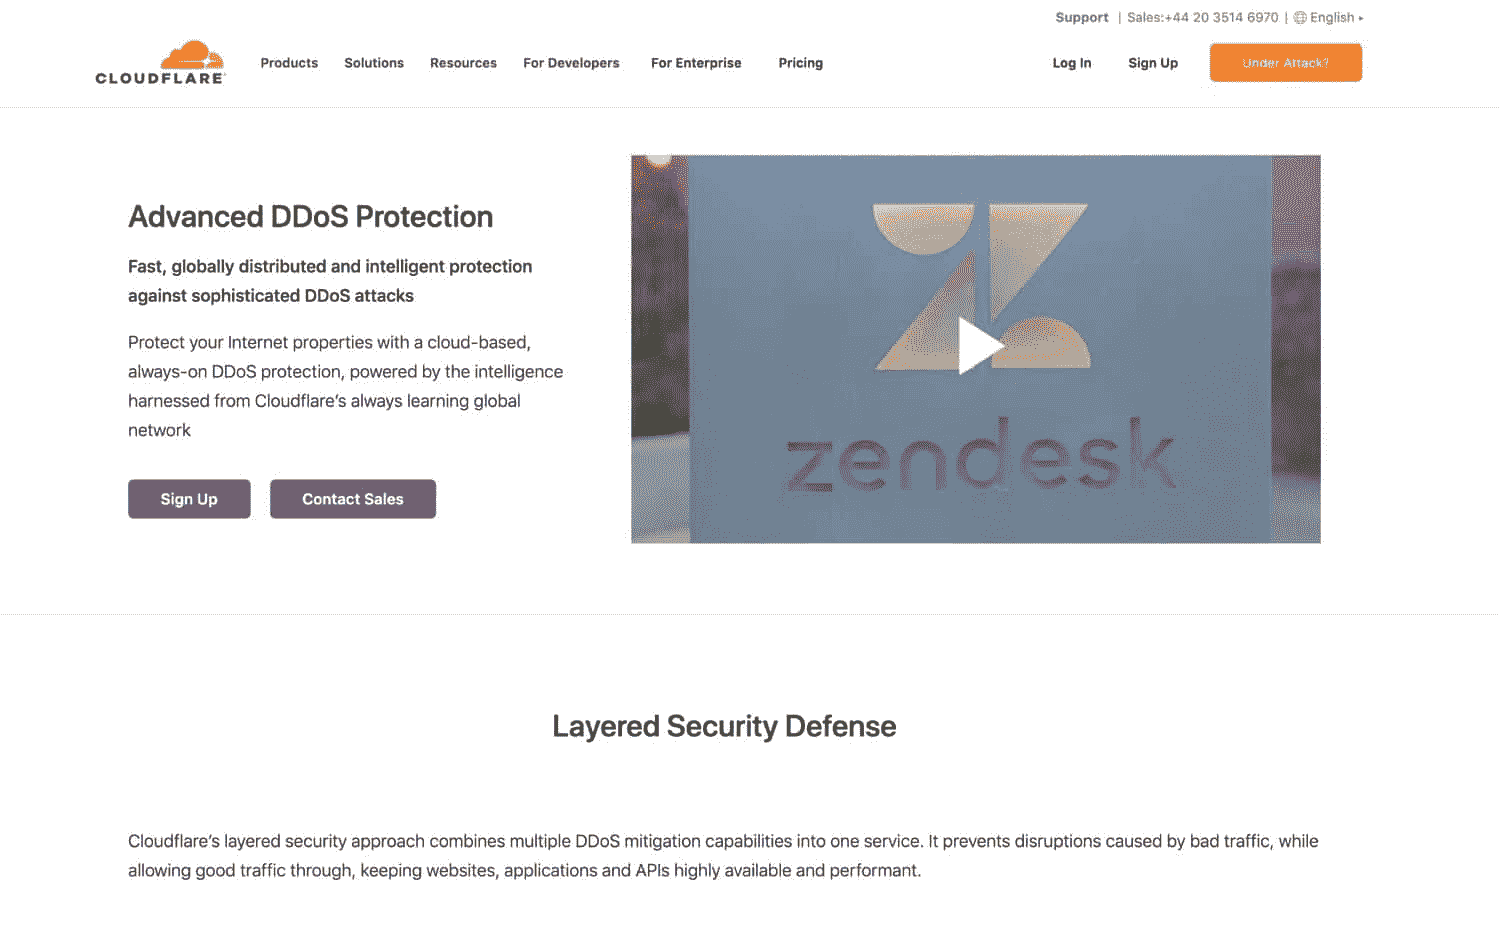 Support | Sales:+44 20 3514 6970 | English ▸
CLOUDFLARE
Products Solutions Resources For Developers For Enterprise Pricing Log In Sign Up Under Attack?
Advanced DDoS Protection
Fast, globally distributed and intelligent protection
against sophisticated DDoS attacks
Protect your Internet properties with a cloud-based,
always-on DDoS protection, powered by the intelligence
harnessed from Cloudflare’s always learning global
network
Sign Up Contact Sales
zendesk
Layered Security Defense
Cloudflare’s layered security approach combines multiple DDoS mitigation capabilities into one service. It prevents disruptions caused by bad traffic, while
allowing good traffic through, keeping websites, applications and APIs highly available and performant.